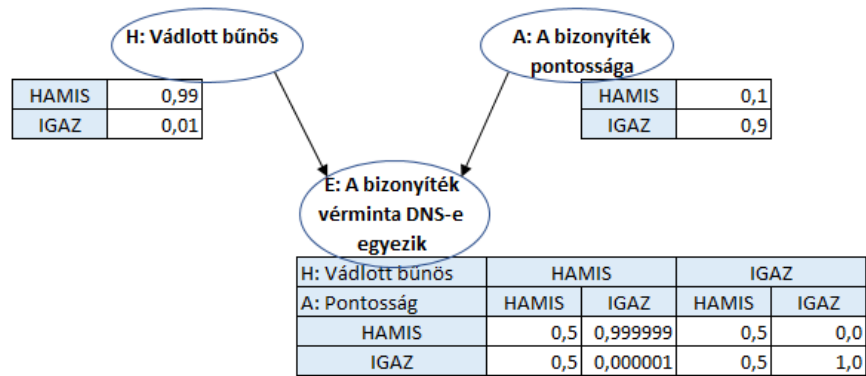 H: Vádlott bűnös
A: A bizonyíték
pontossága
HAMIS 0,99
IGAZ 0,01
HAMIS 0,1
IGAZ 0,9
E: A bizonyíték
vérminta DNS-e
egyezik
H: Vádlott bűnös HAMIS IGAZ
A: Pontosság HAMIS IGAZ HAMIS IGAZ
HAMIS 0,5 0,999999 0,5 0,0
IGAZ 0,5 0,000001 0,5 1,0